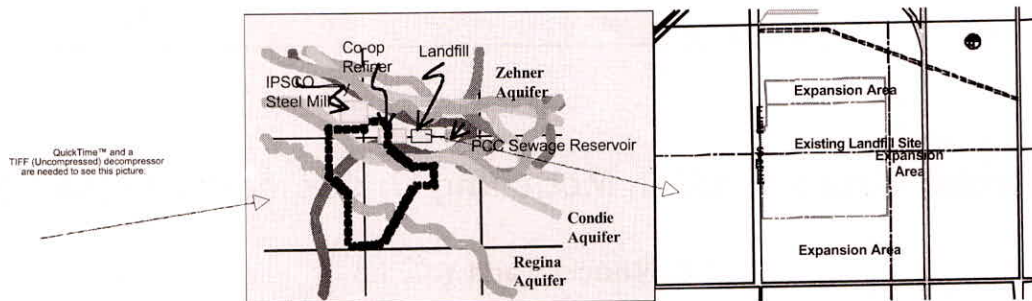 QuickTime™ and a
TIFF (Uncompressed) decompressor
are needed to see this picture.
Co-op
Refiner
Landfill
IPSCO
Steel Mill
Zehner
Aquifer
PCC Sewage Reservoir
Condie
Aquifer
Regina
Aquifer
Expansion Area
Existing Landfill Site
Expansion
Area
Expansion Area